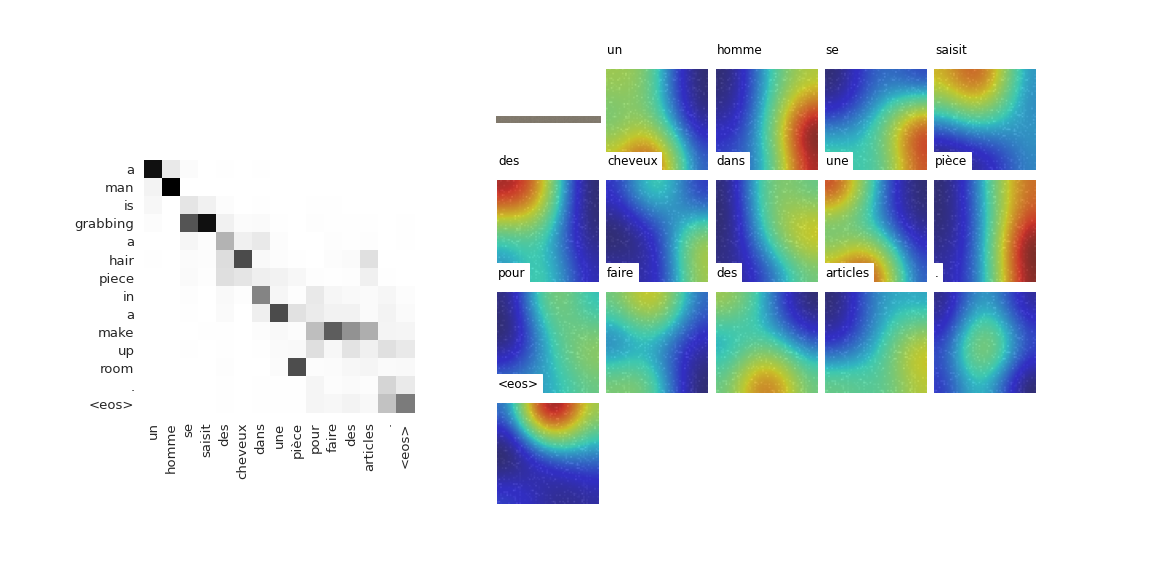 a
man
is
grabbing
a
hair
piece
in
a
make
up
room
.
<eos>
un
homme
se
saisit
des
cheveux
dans
une
pièce
pour
faire
des
articles
.
<eos>
un homme se saisit
des cheveux dans une pièce
pour faire des articles .
<eos>